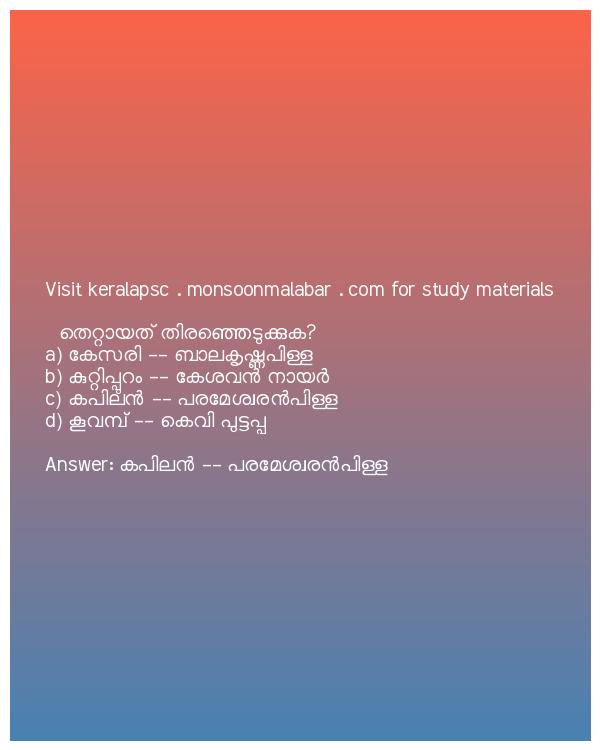 Visit keralapsc . monsoonmalabar . com for study materials
തെറ്റായത് തിരഞ്ഞെടുക്കുക?
a) കേസരി -- ബാലകൃഷ്ണപിള്ള
b) കുറ്റിപ്പുറം -- കേശവൻ നായർ
c) കപിലൻ -- പരമേശ്വരൻപിള്ള
d) കൂവമ്പ് -- കെവി പുട്ടപ്പ
Answer: കപിലൻ -- പരമേശ്വരൻപിള്ള